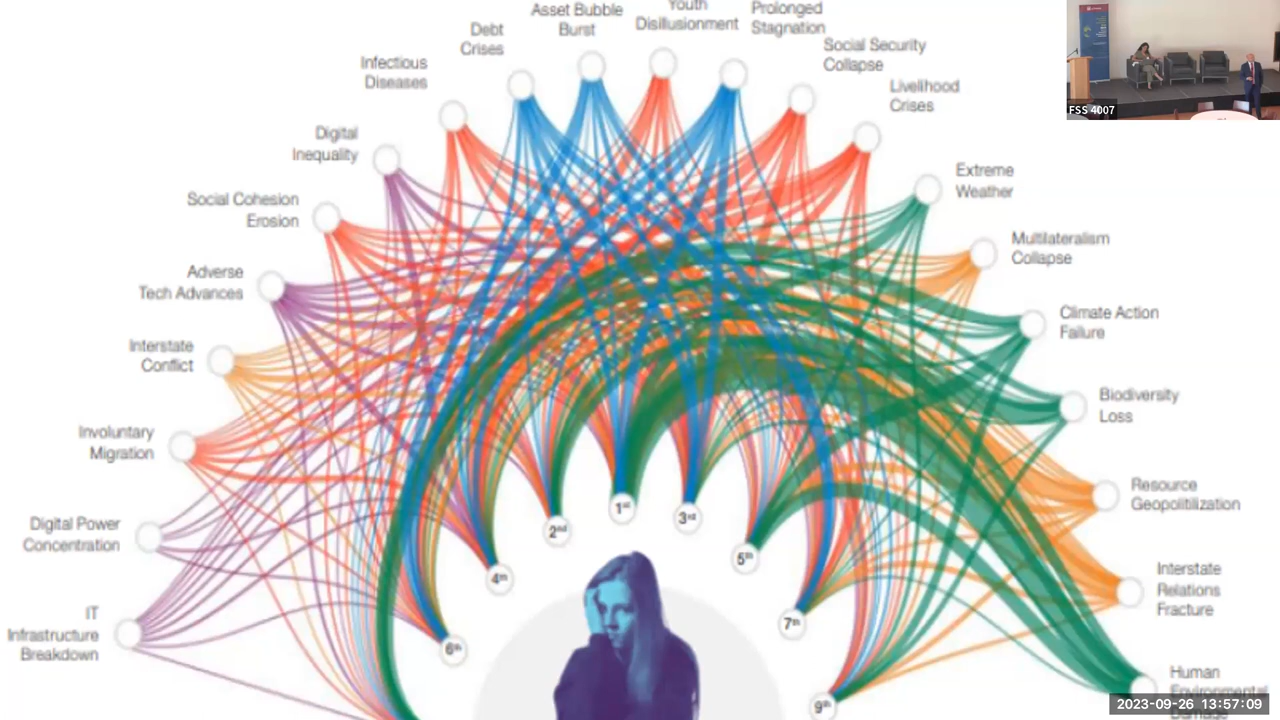 Asset Bubble
Burst
Youth
Disillusionment
Prolonged
Stagnation
Debt
Crises
Social Security
Collapse
Infectious
Diseases
Livelihood
Crises
Digital
Inequality
Extreme
Weather
Social Cohesion
Erosion
Multilateralism
Collapse
Adverse
Tech Advances
Climate Action
Failure
Interstate
Conflict
Biodiversity
Loss
Involuntary
Migration
Resource
Geopolitilization
Digital Power
Concentration
Interstate
Relations
Fracture
IT
Infrastructure
Breakdown
Human
Environmental
1st
2nd
3rd
4th
5th
6th
7th
9th
FSS 4007
2023-09-26 13:57:09